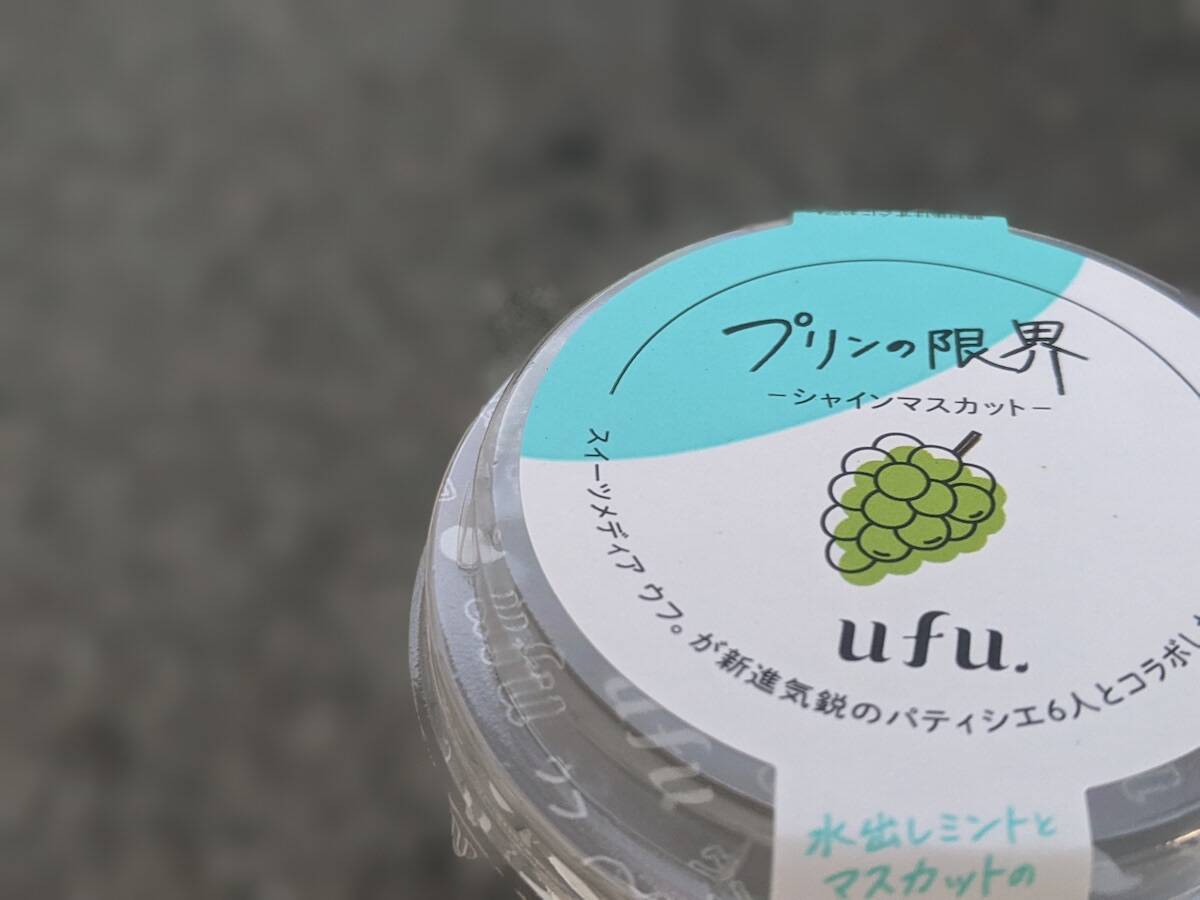 プリンの限界
－シャインマスカット－
スイーツメディア ウフ。が新進気鋭のパティシエ6人とコラボし
ufu.
水出しミントと
マスカットの
ufu